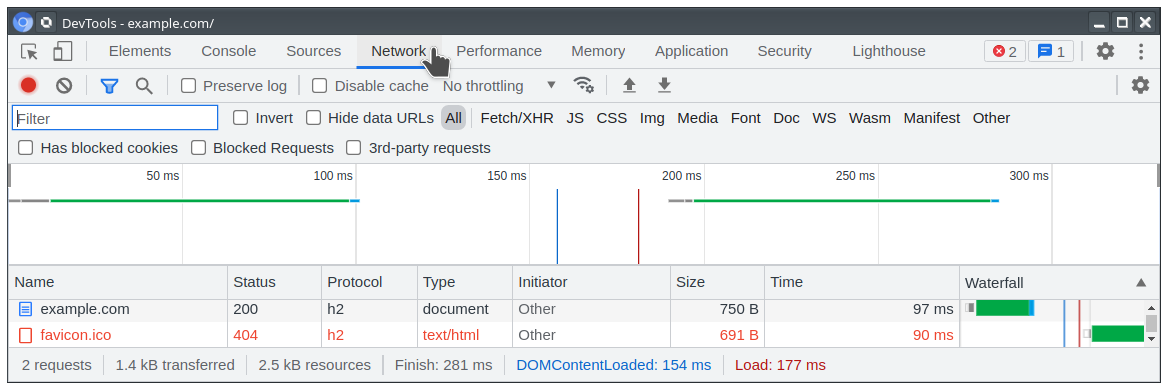 DevTools - example.com/
Elements Console Sources Network Performance Memory Application Security Lighthouse 2 1
Preserve log Disable cache No throttling
Filter Invert Hide data URLs All Fetch/XHR JS CSS Img Media Font Doc WS Wasm Manifest Other
Has blocked cookies Blocked Requests 3rd-party requests
50 ms 100 ms 150 ms 200 ms 250 ms 300 ms
Name Status Protocol Type Initiator Size Time Waterfall
example.com 200 h2 document Other 750 B 97 ms
favicon.ico 404 h2 text/html Other 691 B 90 ms
2 requests 1.4 kB transferred 2.5 kB resources Finish: 281 ms DOMContentLoaded: 154 ms Load: 177 ms